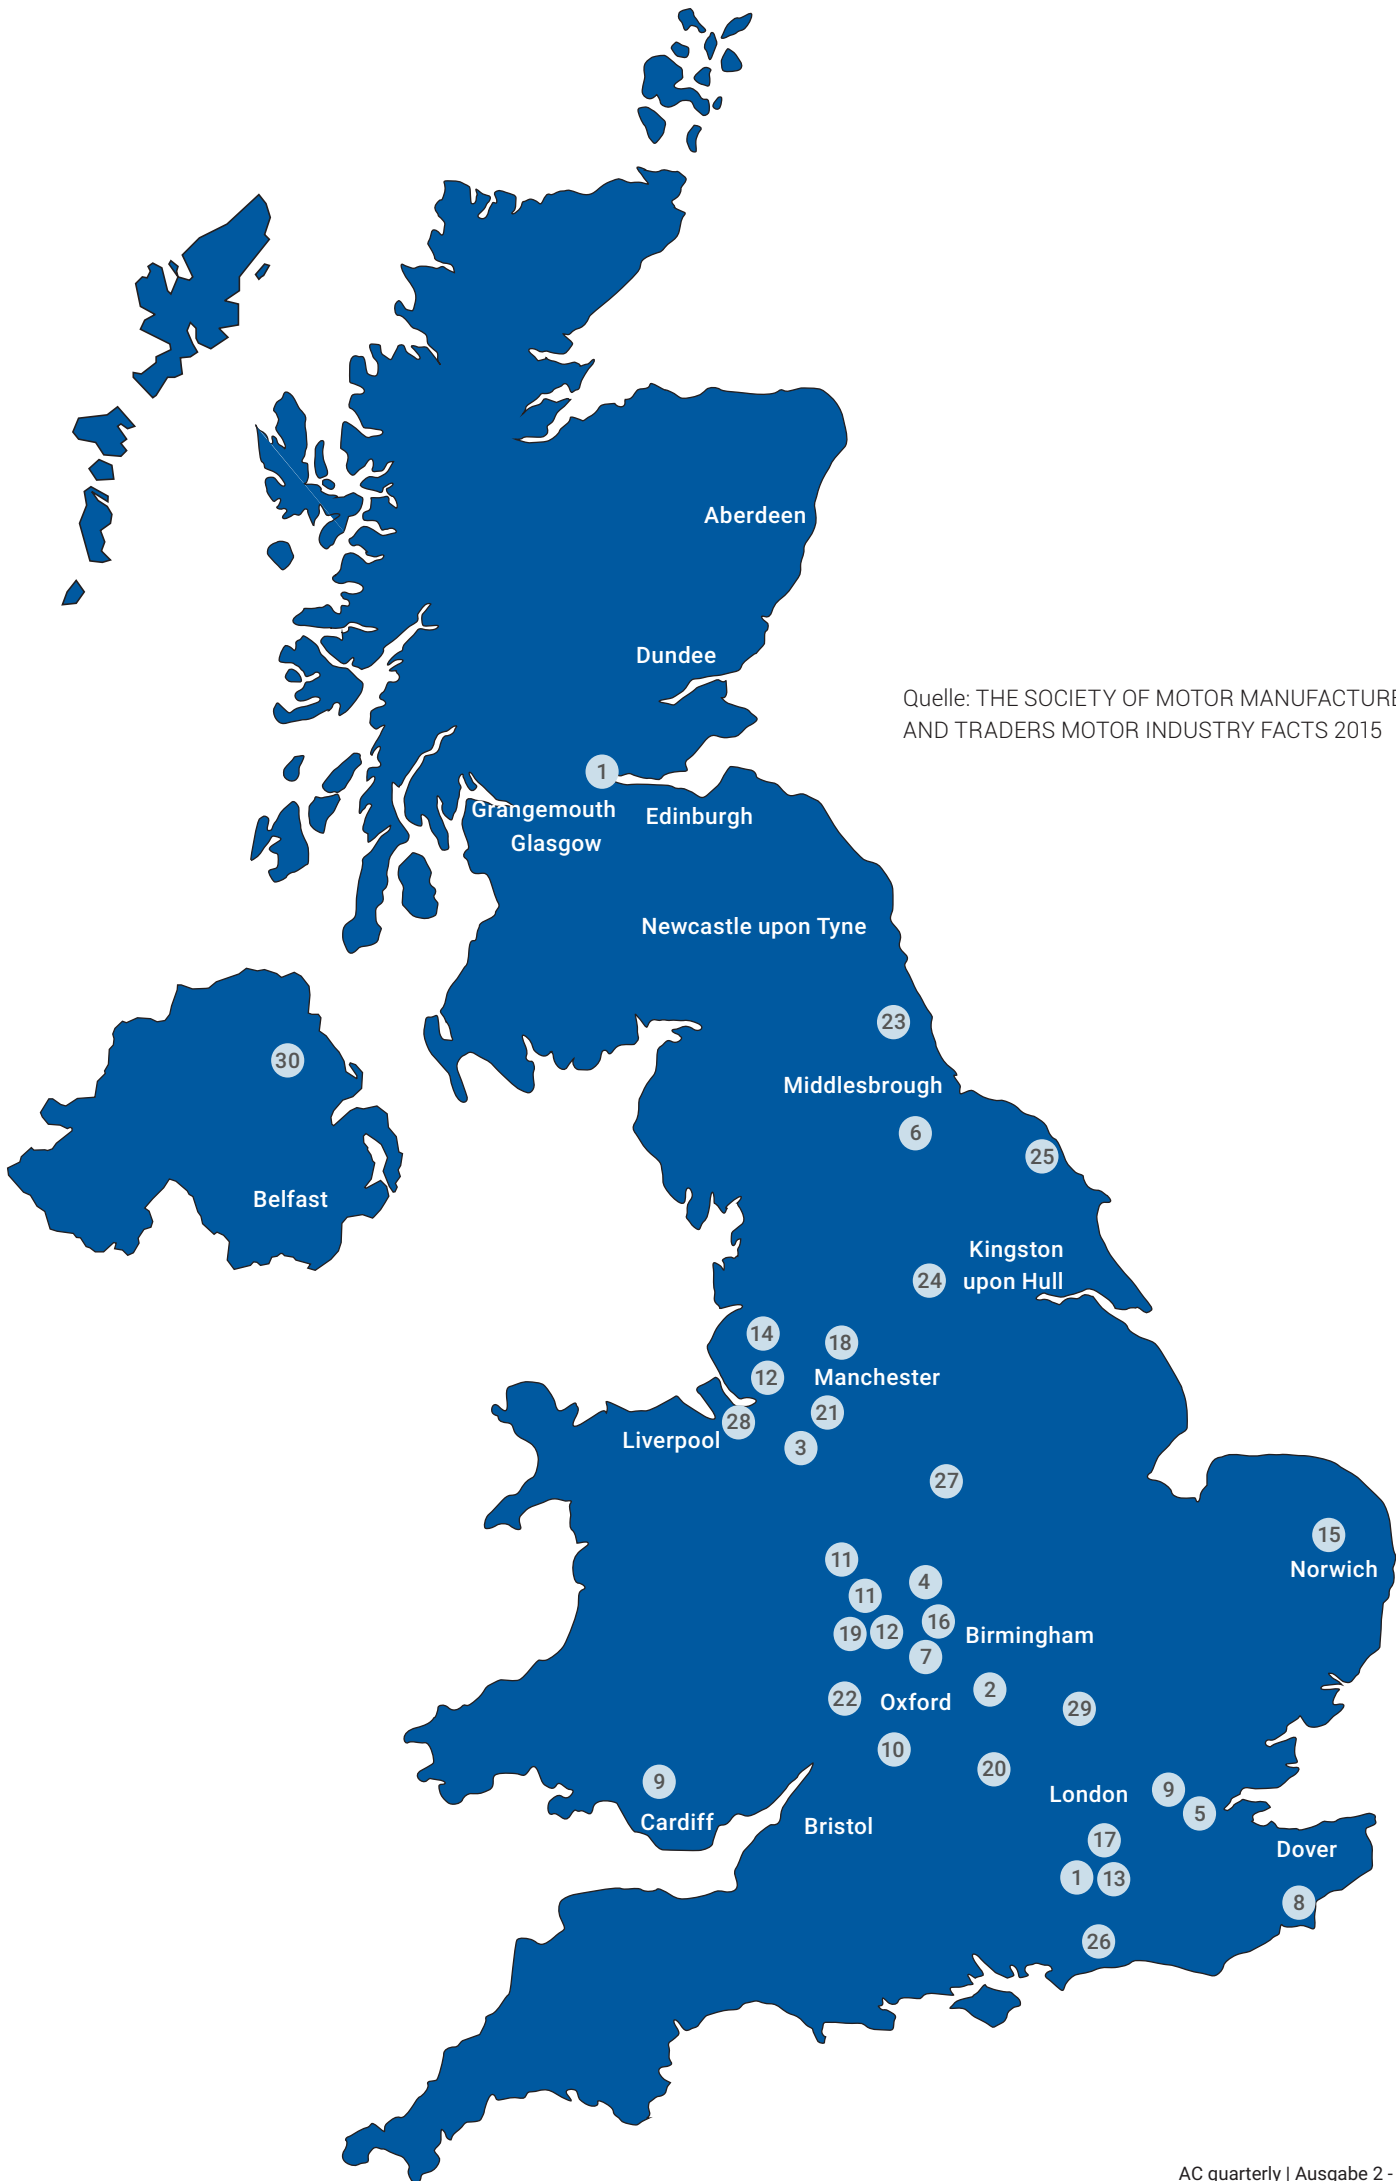 Aberdeen
Dundee
Quelle: THE SOCIETY OF MOTOR MANUFACTURE
AND TRADERS MOTOR INDUSTRY FACTS 2015
1
Grangemouth
Edinburgh
Glasgow
Newcastle upon Tyne
23
30
Middlesbrough
6
25
Belfast
Kingston
upon Hull
24
14
18
12
Manchester
21
28
Liverpool
3
27
15
Norwich
11
4
11
16
19
12
Birmingham
7
2
22
Oxford
29
10
20
9
London
9
5
Cardiff
Bristol
17
Dover
1
13
8
26
AC quarterly | Ausgabe 2 -